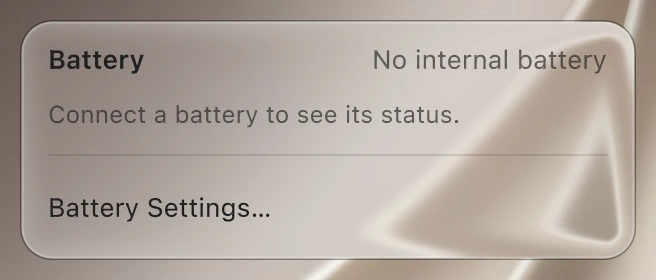 Battery No internal battery
Connect a battery to see its status.
Battery Settings...